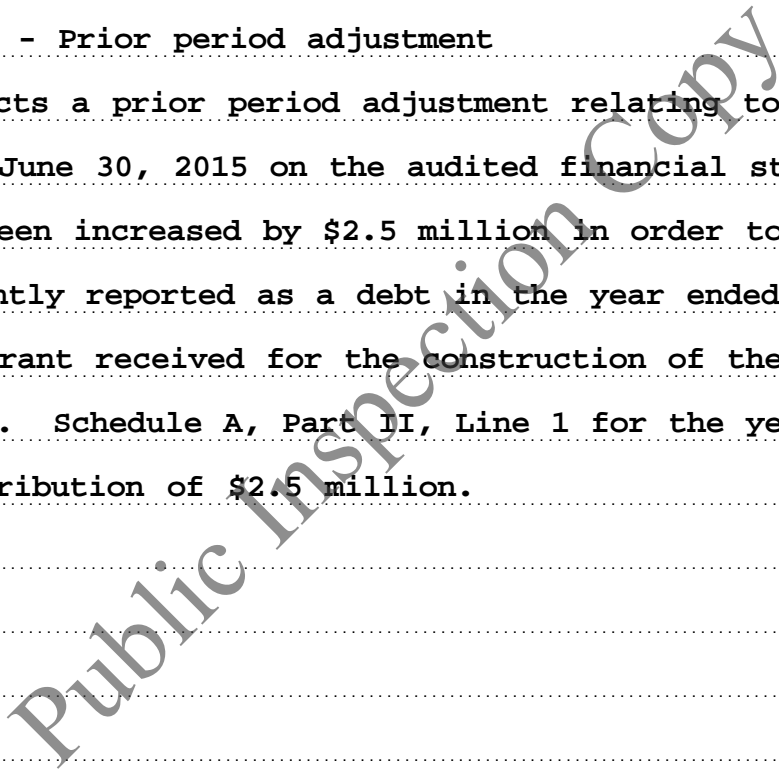 - Prior period adjustment
cts a prior period adjustment relating to
June 30, 2015 on the audited financial st
een increased by $2.5 million in order to
ntly reported as a debt in the year ended
rant received for the construction of the
. Schedule A, Part II, Line 1 for the ye
ribution of $2.5 million.
Public Inspection Copy